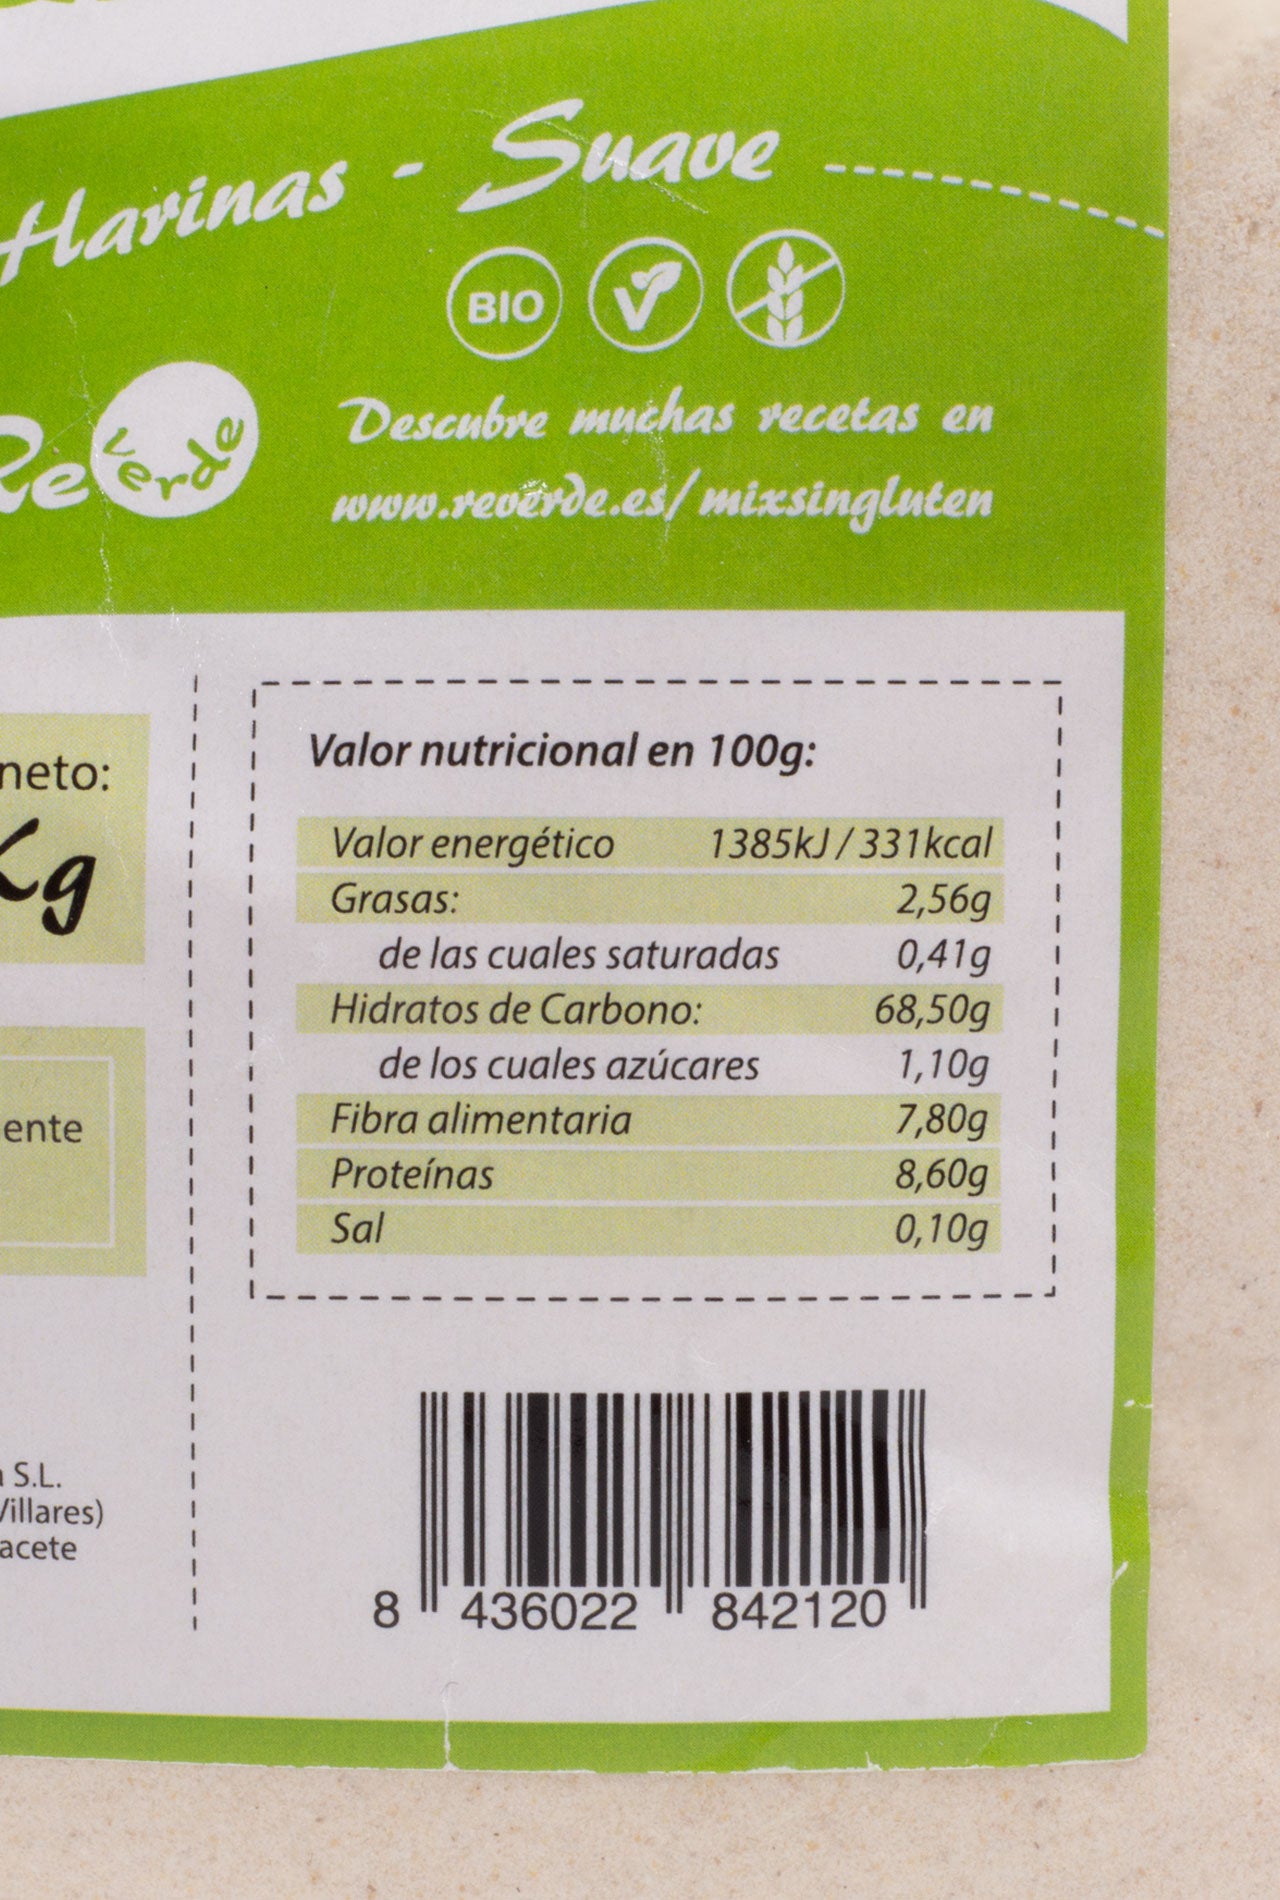 Harinas - Suave
BIO
ReVerde
Descubre muchas recetas en
www.reverde.es/mixsingluten
neto:
Kg
Valor nutricional en 100g:
Valor energético 1385kJ / 331kcal
Grasas: 2,56g
de las cuales saturadas 0,41g
Hidratos de Carbono: 68,50g
de los cuales azúcares 1,10g
Fibra alimentaria 7,80g
Proteínas 8,60g
Sal 0,10g
ente
S.L.
Villares)
acete
8 436022 842120